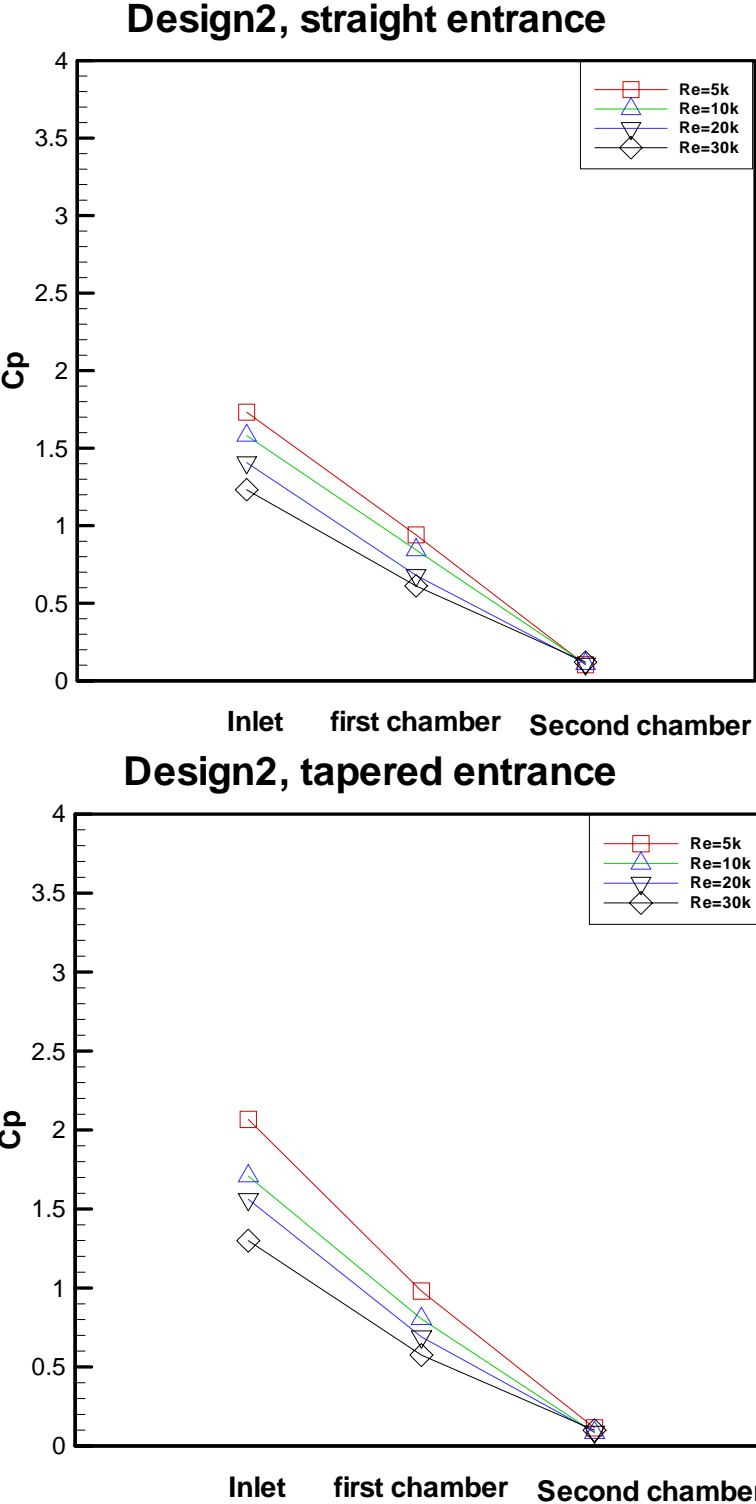 Design2, straight entrance
4
3.5
3
2.5
2
1.5
1
0.5
0
Cp
Re=5k
Re=10k
Re=20k
Re=30k
Inlet first chamber Second chamber
Design2, tapered entrance
4
3.5
3
2.5
2
1.5
1
0.5
0
Cp
Re=5k
Re=10k
Re=20k
Re=30k
Inlet first chamber Second chamber